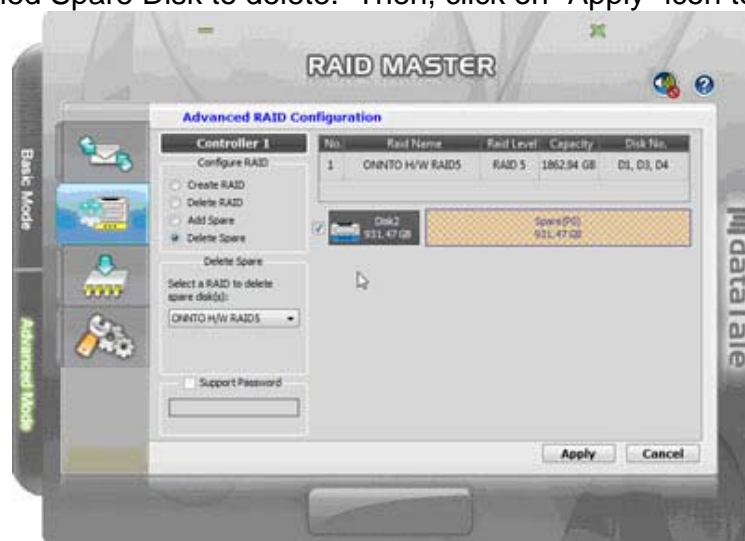 ed Spare Disk to delete. Then, click on "Apply" icon to
RAID MASTER
Advanced RAID Configuration
Basic Mode
Advanced Mode
Controller 1
Configure RAID
Create RAID
Delete RAID
Add Spare
Delete Spare
Delete Spare
Select a RAID to delete
spare disk(s):
ONNTO H/W RAID5
Support Password
No. Raid Name Raid Level Capacity Disk No.
1 ONNTO H/W RAID5 RAID 5 1862.94 GB D1, D3, D4
Disk2
931.47 GB
Spare(P0)
931.47 GB
Apply Cancel
datatale